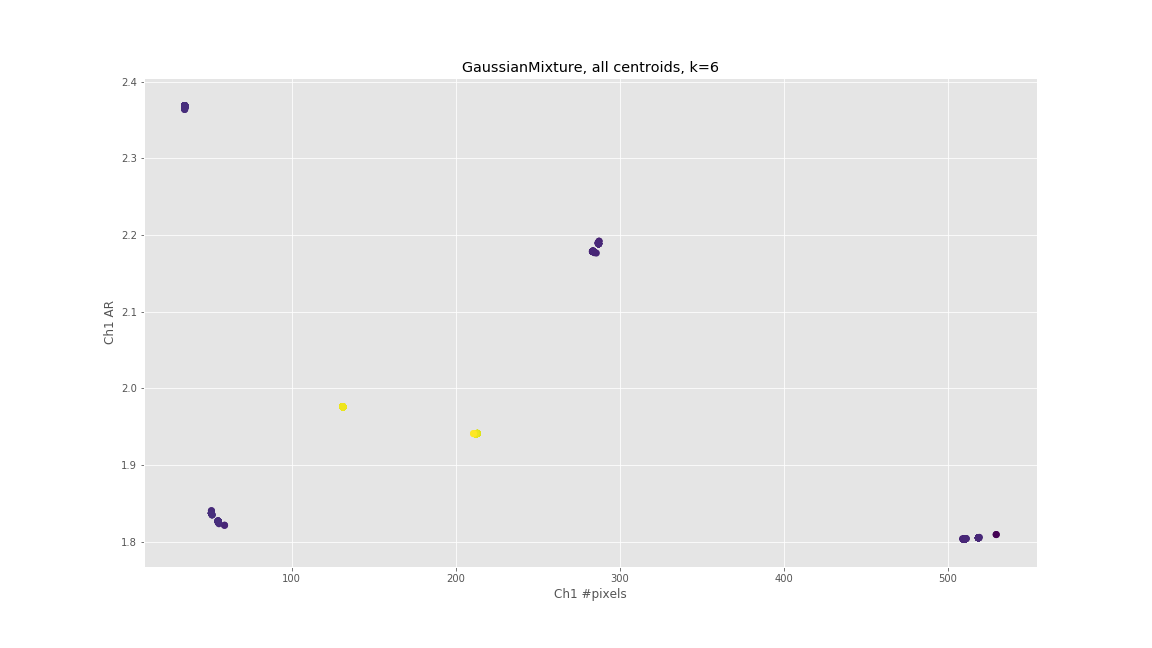 GaussianMixture, all centroids, k=6
2.4
2.3
2.2
2.1
2.0
1.9
1.8
Ch1 AR
100 200 300 400 500
Ch1 #pixels